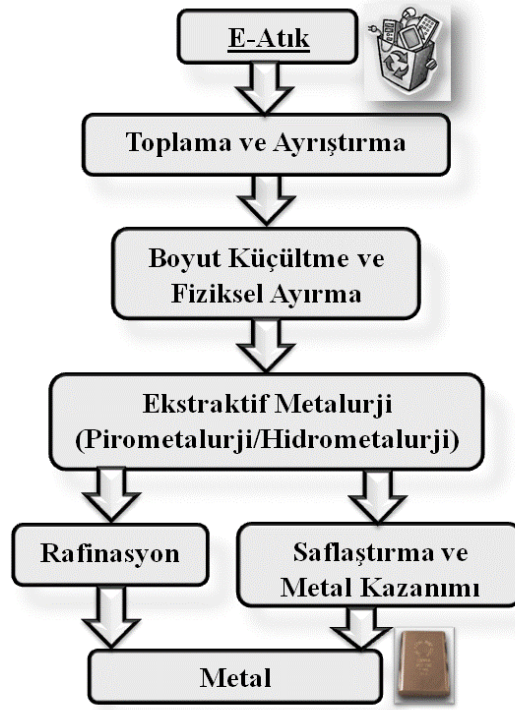 E-Atık
Toplama ve Ayrıştırma
Boyut Küçültme ve
Fiziksel Ayırma
Ekstraktif Metalurji
(Pirometalurji/Hidrometalurji)
Rafinasyon
Saflaştırma ve
Metal Kazanımı
Metal